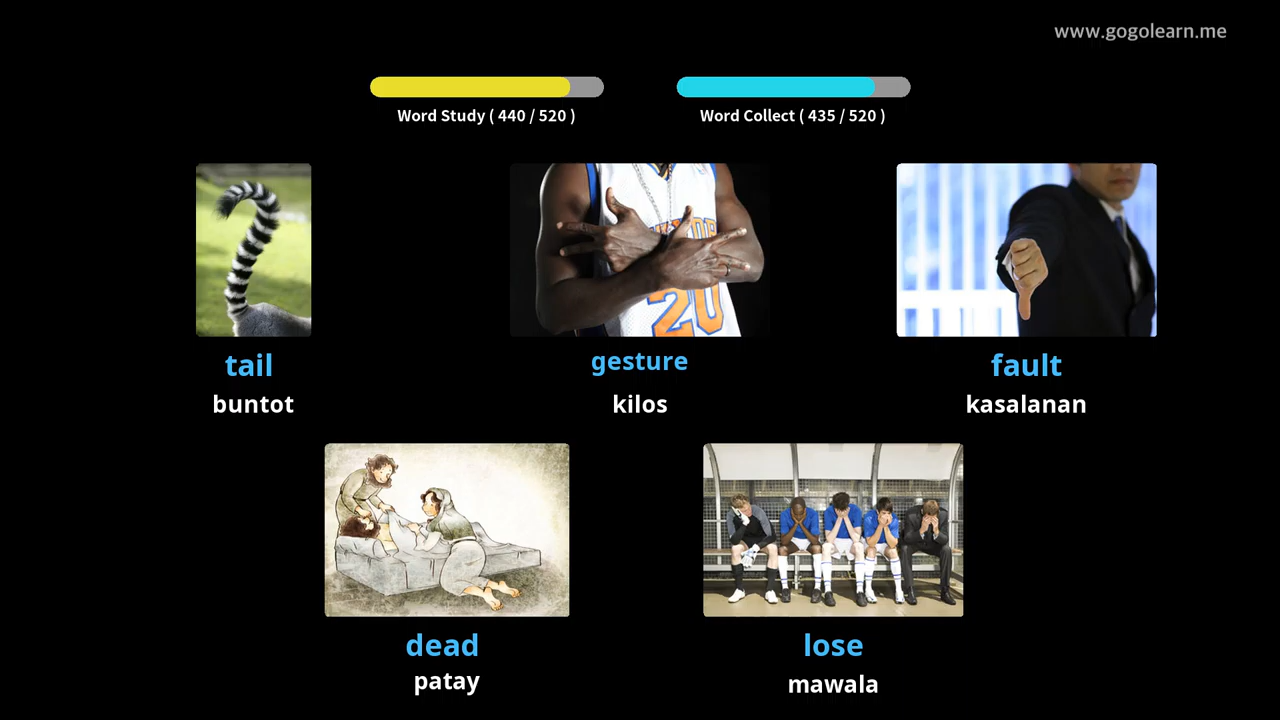 www.gogolearn.me
Word Study ( 440 / 520 )
Word Collect ( 435 / 520 )
tail
buntot
gesture
kilos
fault
kasalanan
dead
patay
lose
mawala
20